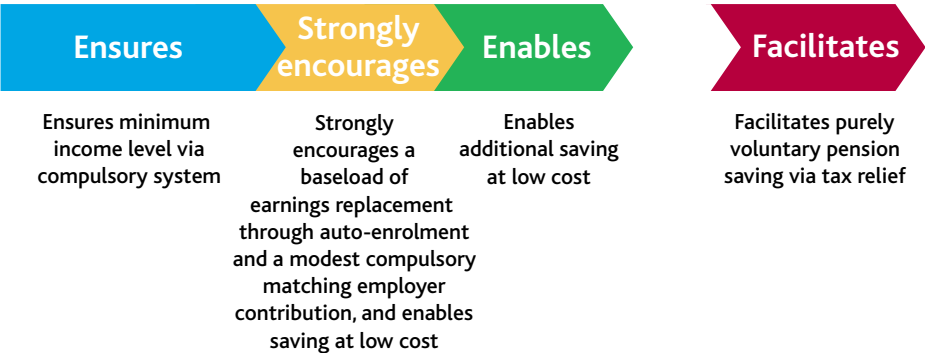 Ensures
Strongly
encourages
Enables
Facilitates
Ensures minimum
income level via
compulsory system
Strongly
encourages a
baseload of
earnings replacement
through auto-enrolment
and a modest compulsory
matching employer
contribution, and enables
saving at low cost
Enables
additional saving
at low cost
Facilitates purely
voluntary pension
saving via tax relief